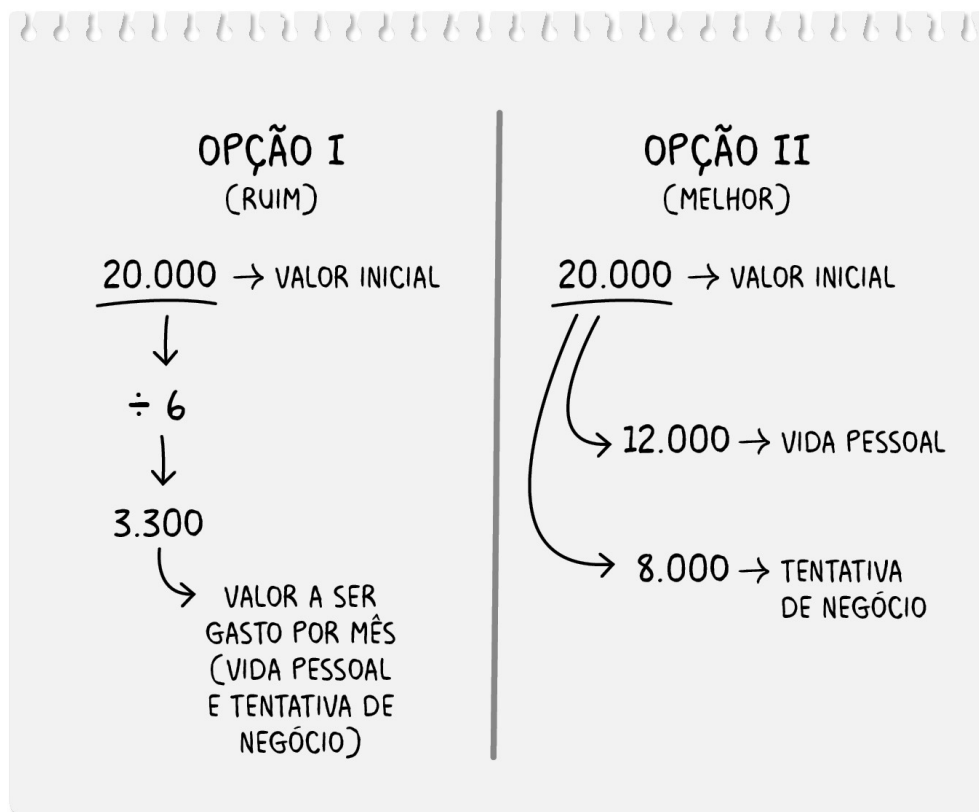 OPÇÃO I
(RUIM)
20.000 → VALOR INICIAL
÷ 6
3.300
VALOR A SER
GASTO POR MÊS
(VIDA PESSOAL
E TENTATIVA DE
NEGÓCIO)
OPÇÃO II
(MELHOR)
20.000 → VALOR INICIAL
12.000 → VIDA PESSOAL
8.000 → TENTATIVA
DE NEGÓCIO